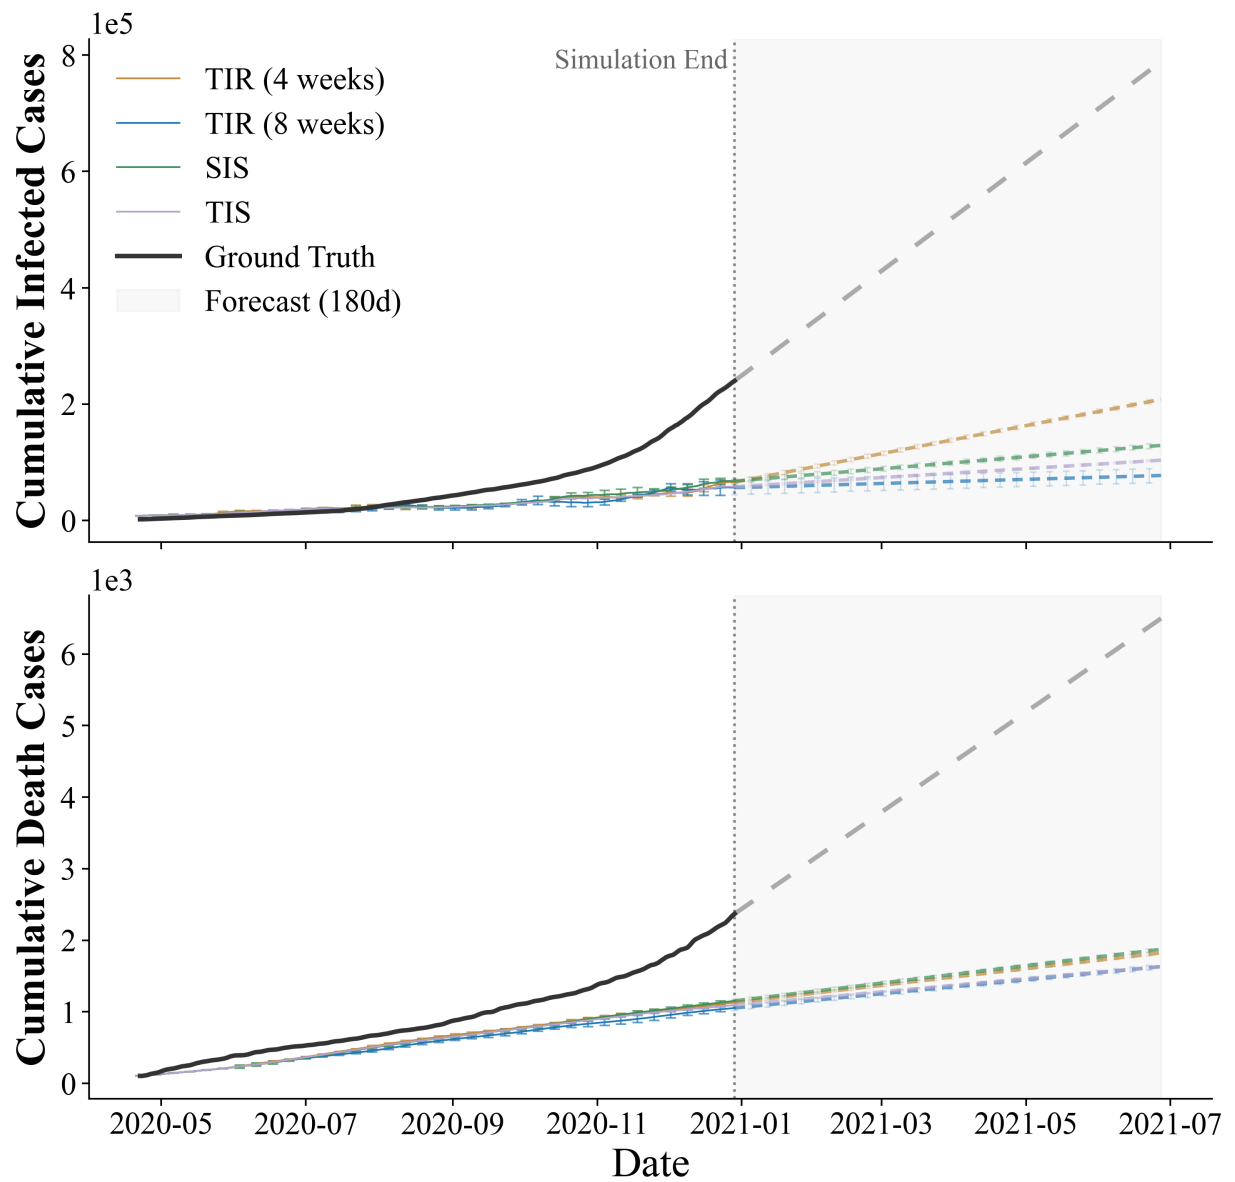 1e5
Cumulative Infected Cases
8
6
4
2
0
Simulation End
TIR (4 weeks)
TIR (8 weeks)
SIS
TIS
Ground Truth
Forecast (180d)
1e3
Cumulative Death Cases
6
5
4
3
2
1
0
2020-05 2020-07 2020-09 2020-11 2021-01 2021-03 2021-05 2021-07
Date